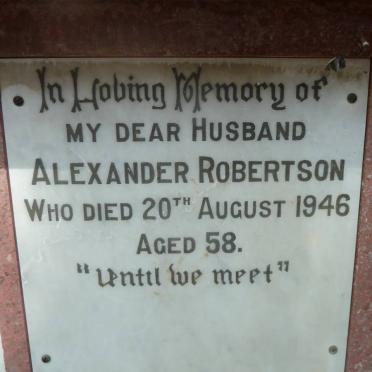 In Loving Memory of
MY DEAR HUSBAND
ALEXANDER ROBERTSON
WHO DIED 20TH AUGUST 1946
AGED 58.
"Until we meet"